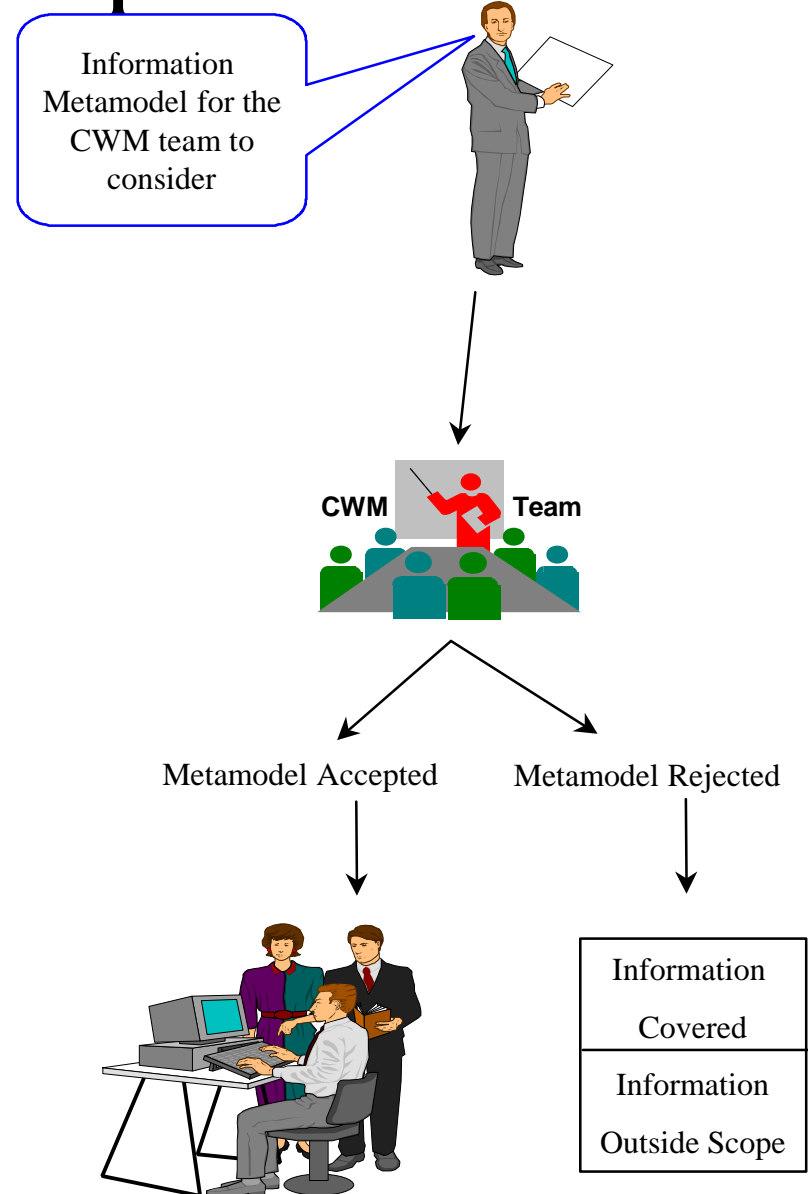 Information
Metamodel for the
CWM team to
consider
CWM Team
Metamodel Accepted Metamodel Rejected
Information
Covered
Information
Outside Scope